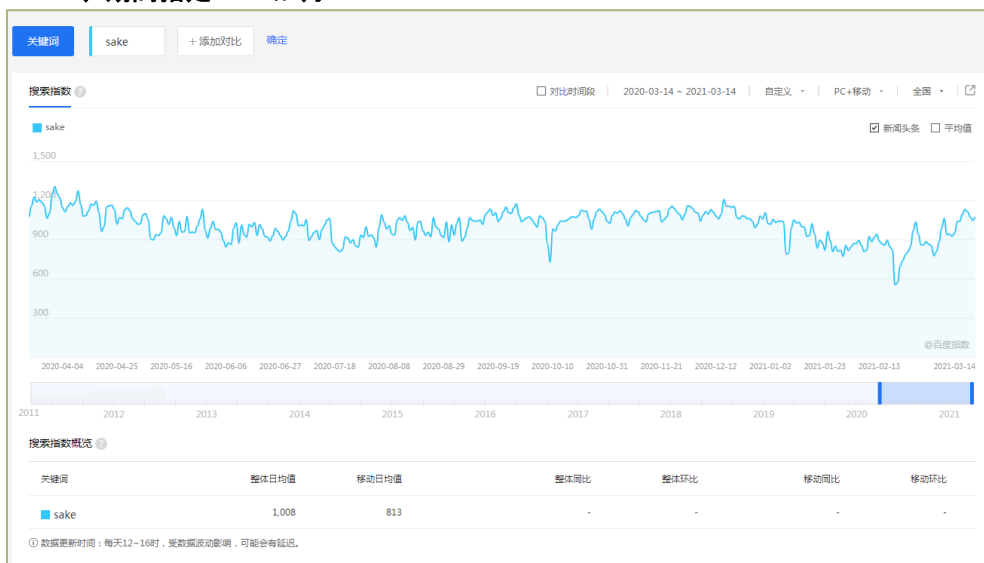 关键词 sake +添加对比 确定
搜索指数 对比时间段 2020-03-14 ~ 2021-03-14 自定义 PC+移动 全国
sake 新闻头条 平均值
1,500
1,200
900
600
300
@百度指数
2020-04-04 2020-04-25 2020-05-16 2020-06-06 2020-06-27 2020-07-18 2020-08-08 2020-08-29 2020-09-19 2020-10-10 2020-10-31 2020-11-21 2020-12-12 2021-01-02 2021-01-23 2021-02-13 2021-03-14
2011 2012 2013 2014 2015 2016 2017 2018 2019 2020 2021
搜索指数概览
关键词 整体日均值 移动日均值 整体同比 整体环比 移动同比 移动环比
sake 1,008 813 - - - -
数据更新时间：每天12~16时，受数据波动影响，可能会有延迟。